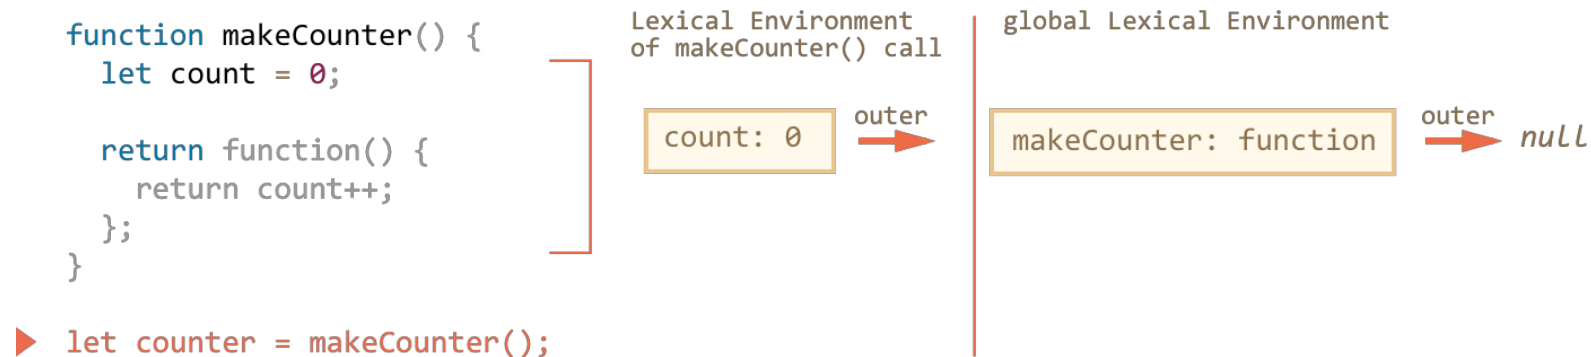 function makeCounter() {
let count = 0;
return function() {
return count++;
};
}
let counter = makeCounter();
Lexical Environment
of makeCounter() call
count: 0
outer
global Lexical Environment
makeCounter: function
outer
null